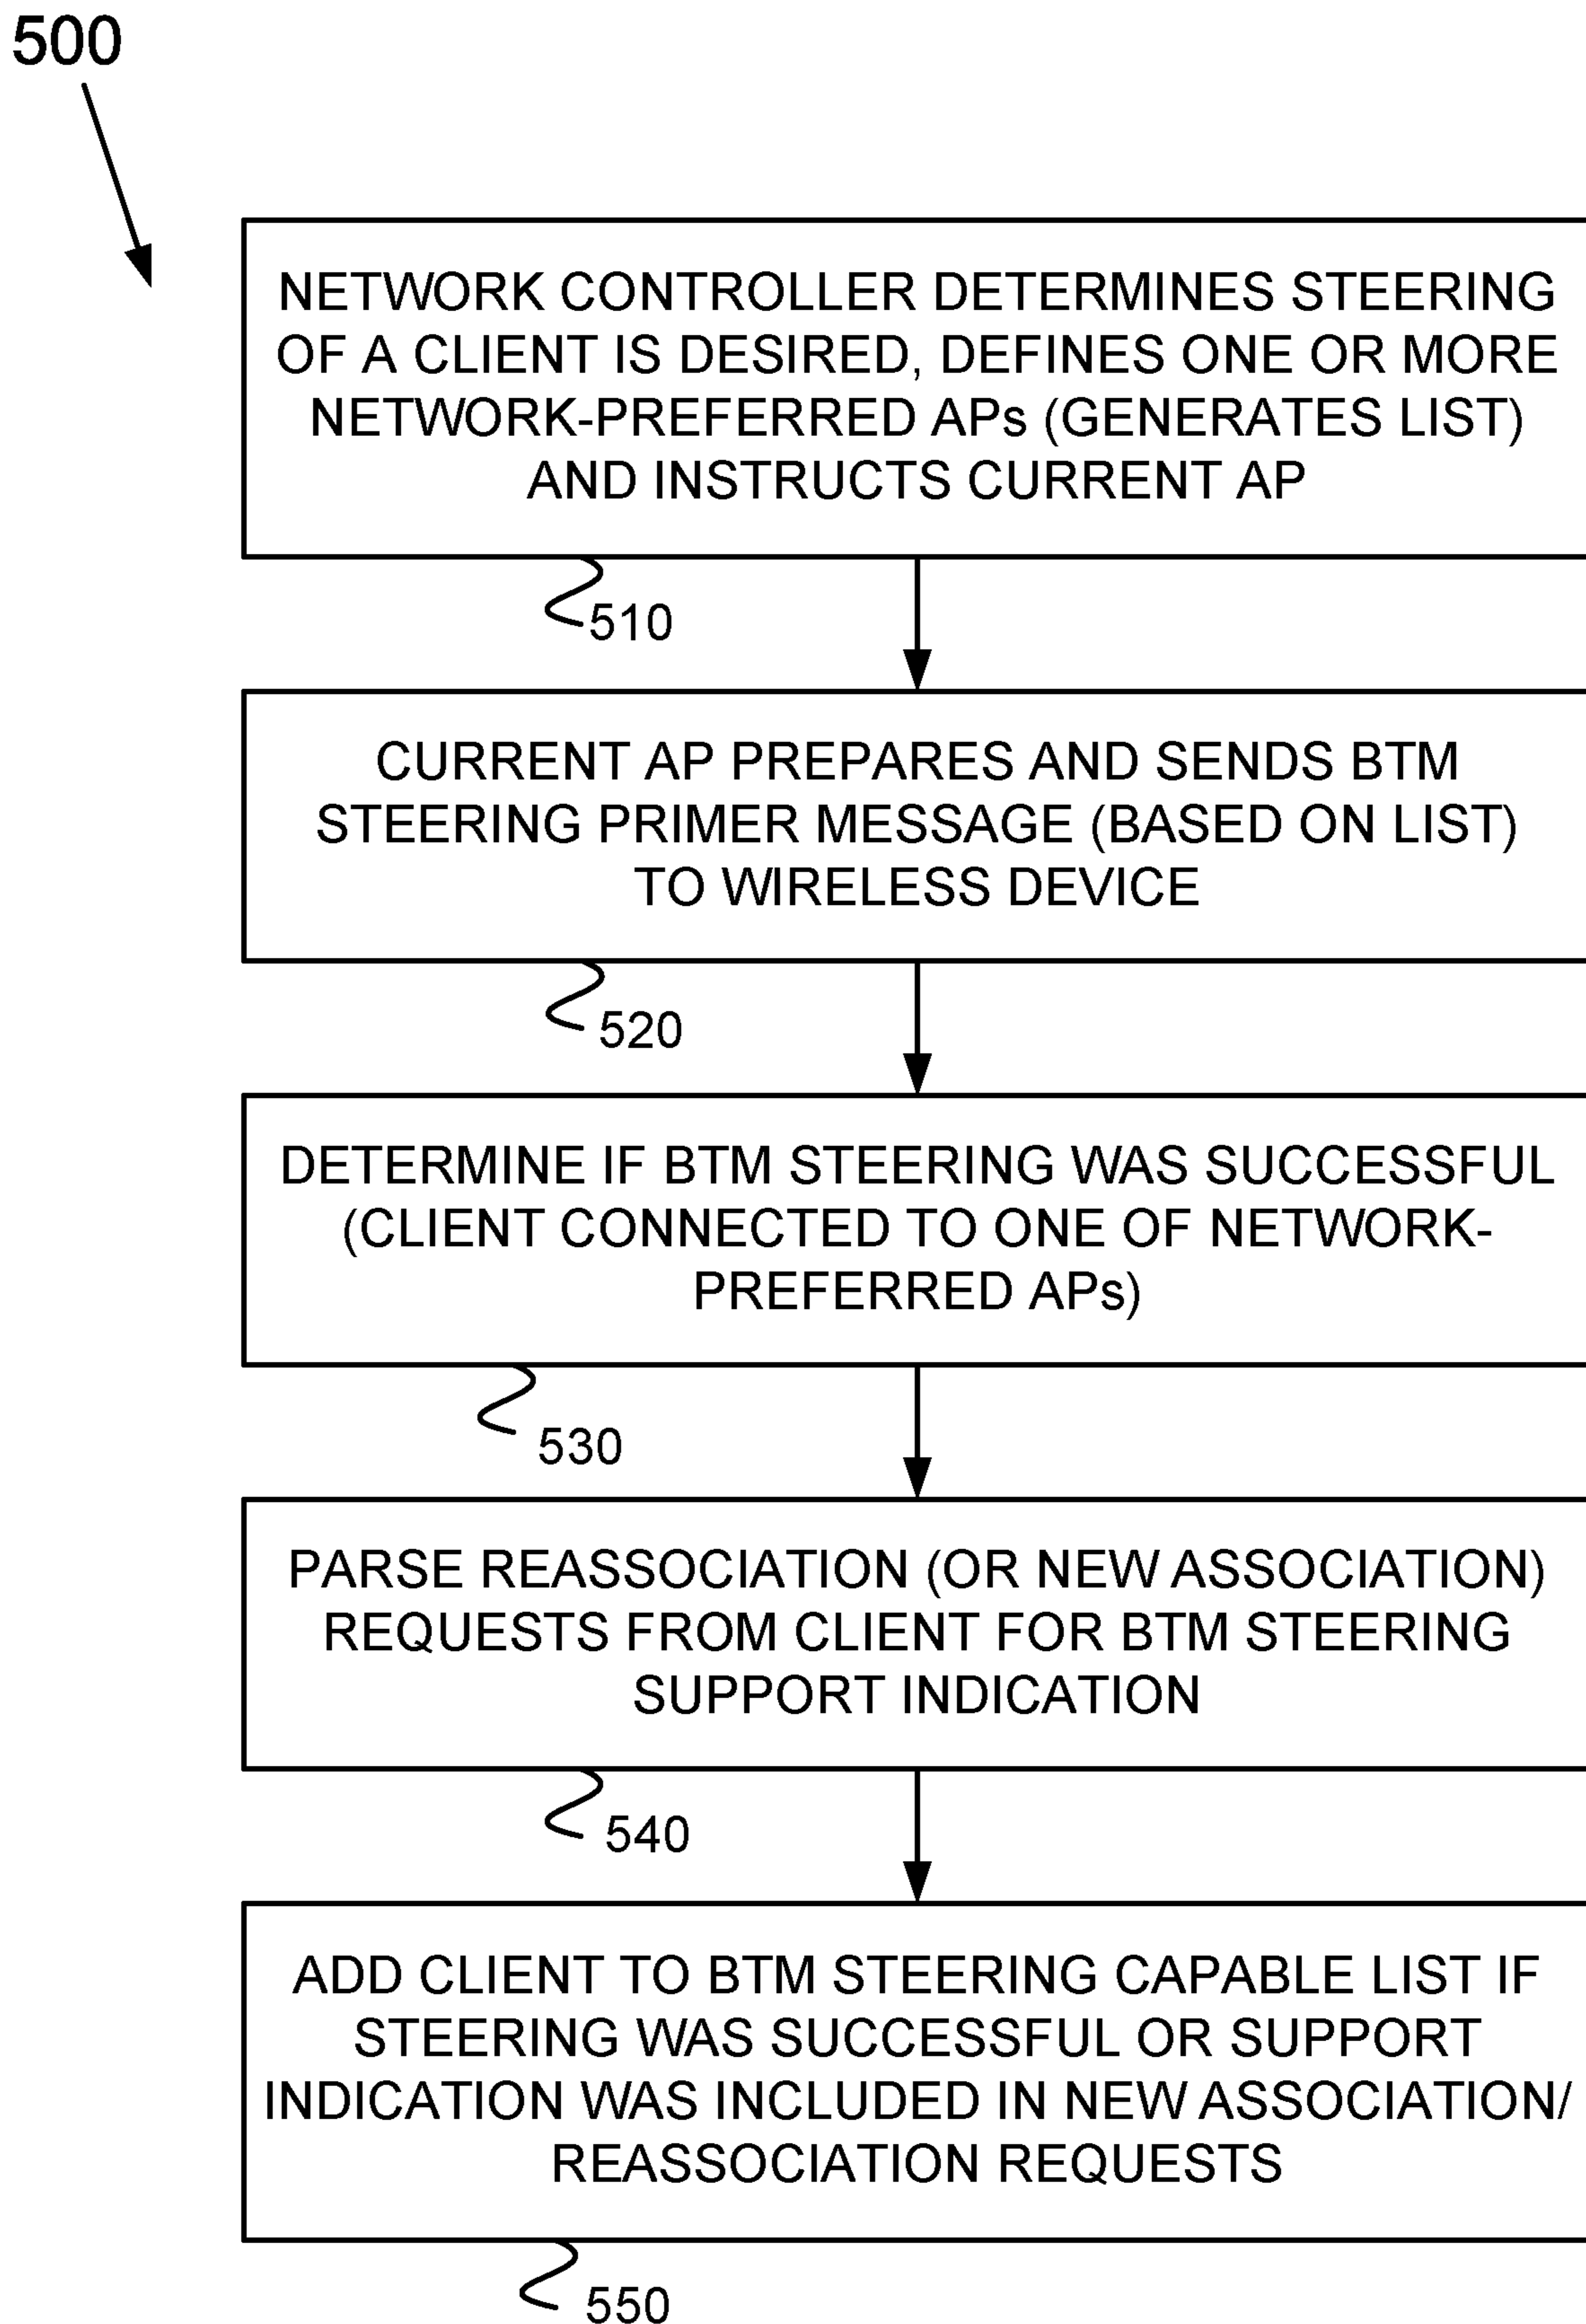 500
NETWORK CONTROLLER DETERMINES STEERING
OF A CLIENT IS DESIRED, DEFINES ONE OR MORE
NETWORK-PREFERRED APs (GENERATES LIST)
AND INSTRUCTS CURRENT AP
510
CURRENT AP PREPARES AND SENDS BTM
STEERING PRIMER MESSAGE (BASED ON LIST)
TO WIRELESS DEVICE
520
DETERMINE IF BTM STEERING WAS SUCCESSFUL
(CLIENT CONNECTED TO ONE OF NETWORK-
PREFERRED APs)
530
PARSE REASSOCIATION (OR NEW ASSOCIATION)
REQUESTS FROM CLIENT FOR BTM STEERING
SUPPORT INDICATION
540
ADD CLIENT TO BTM STEERING CAPABLE LIST IF
STEERING WAS SUCCESSFUL OR SUPPORT
INDICATION WAS INCLUDED IN NEW ASSOCIATION/
REASSOCIATION REQUESTS
550